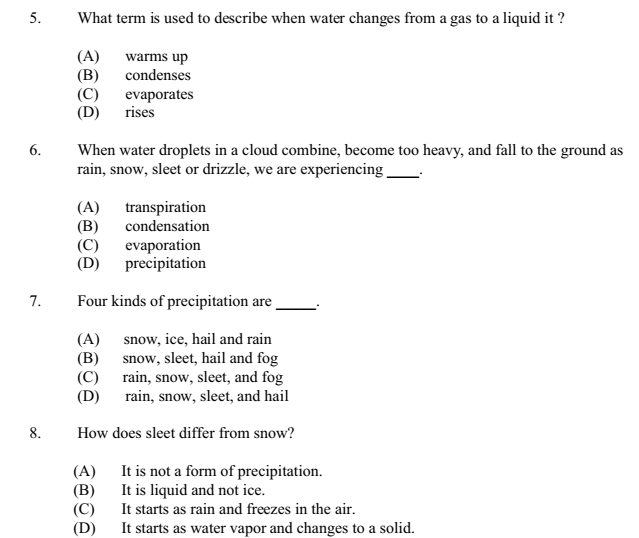 5. What term is used to describe when water changes from a gas to a liquid it ?
(A) warms up
(B) condenses
(C) evaporates
(D) rises
6. When water droplets in a cloud combine, become too heavy, and fall to the ground as
rain, snow, sleet or drizzle, we are experiencing ____.
(A) transpiration
(B) condensation
(C) evaporation
(D) precipitation
7. Four kinds of precipitation are _____.
(A) snow, ice, hail and rain
(B) snow, sleet, hail and fog
(C) rain, snow, sleet, and fog
(D) rain, snow, sleet, and hail
8. How does sleet differ from snow?
(A) It is not a form of precipitation.
(B) It is liquid and not ice.
(C) It starts as rain and freezes in the air.
(D) It starts as water vapor and changes to a solid.